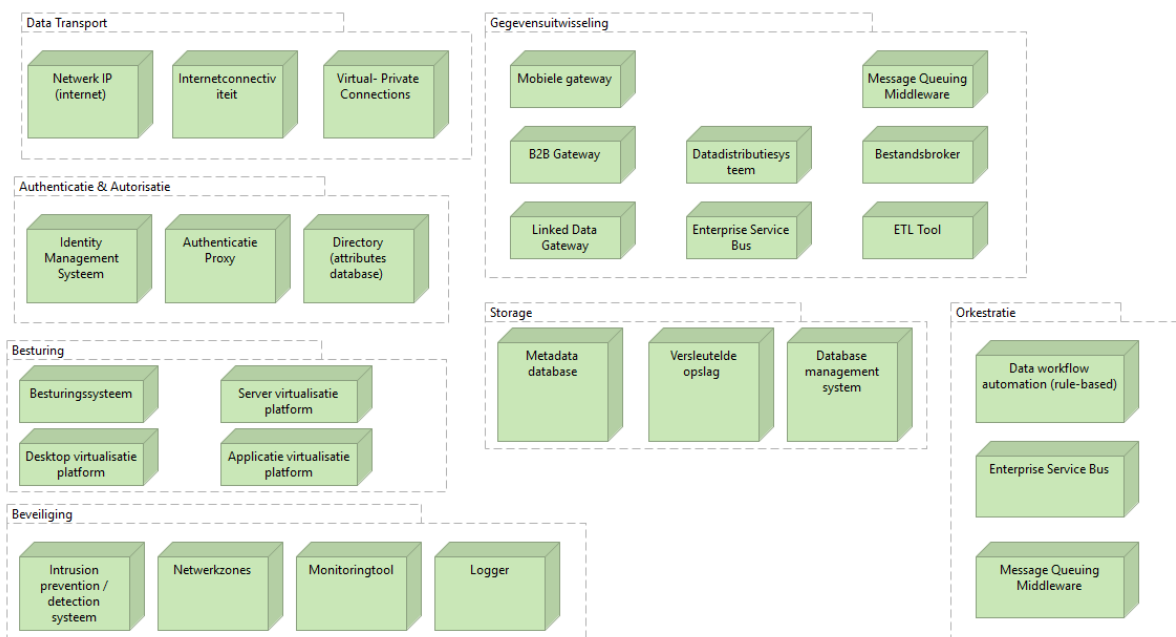 Data Transport
Netwerk IP
(internet)
Internetconnectiv
iteit
Virtual- Private
Connections
Authenticatie & Autorisatie
Identity
Management
Systeem
Authenticatie
Proxy
Directory
(attributes
database)
Besturing
Besturingssysteem
Server virtualisatie
platform
Desktop virtualisatie
platform
Applicatie virtualisatie
platform
Beveiliging
Intrusion
prevention /
detection
systeem
Netwerkzones
Monitoringtool
Logger
Gegevensuitwisseling
Mobiele gateway
Message Queuing
Middleware
B2B Gateway
Datadistributiesys
teem
Bestandsbroker
Linked Data
Gateway
Enterprise Service
Bus
ETL Tool
Storage
Metadata
database
Versleutelde
opslag
Database
management
system
Orkestratie
Data workflow
automation (rule-based)
Enterprise Service Bus
Message Queuing
Middleware